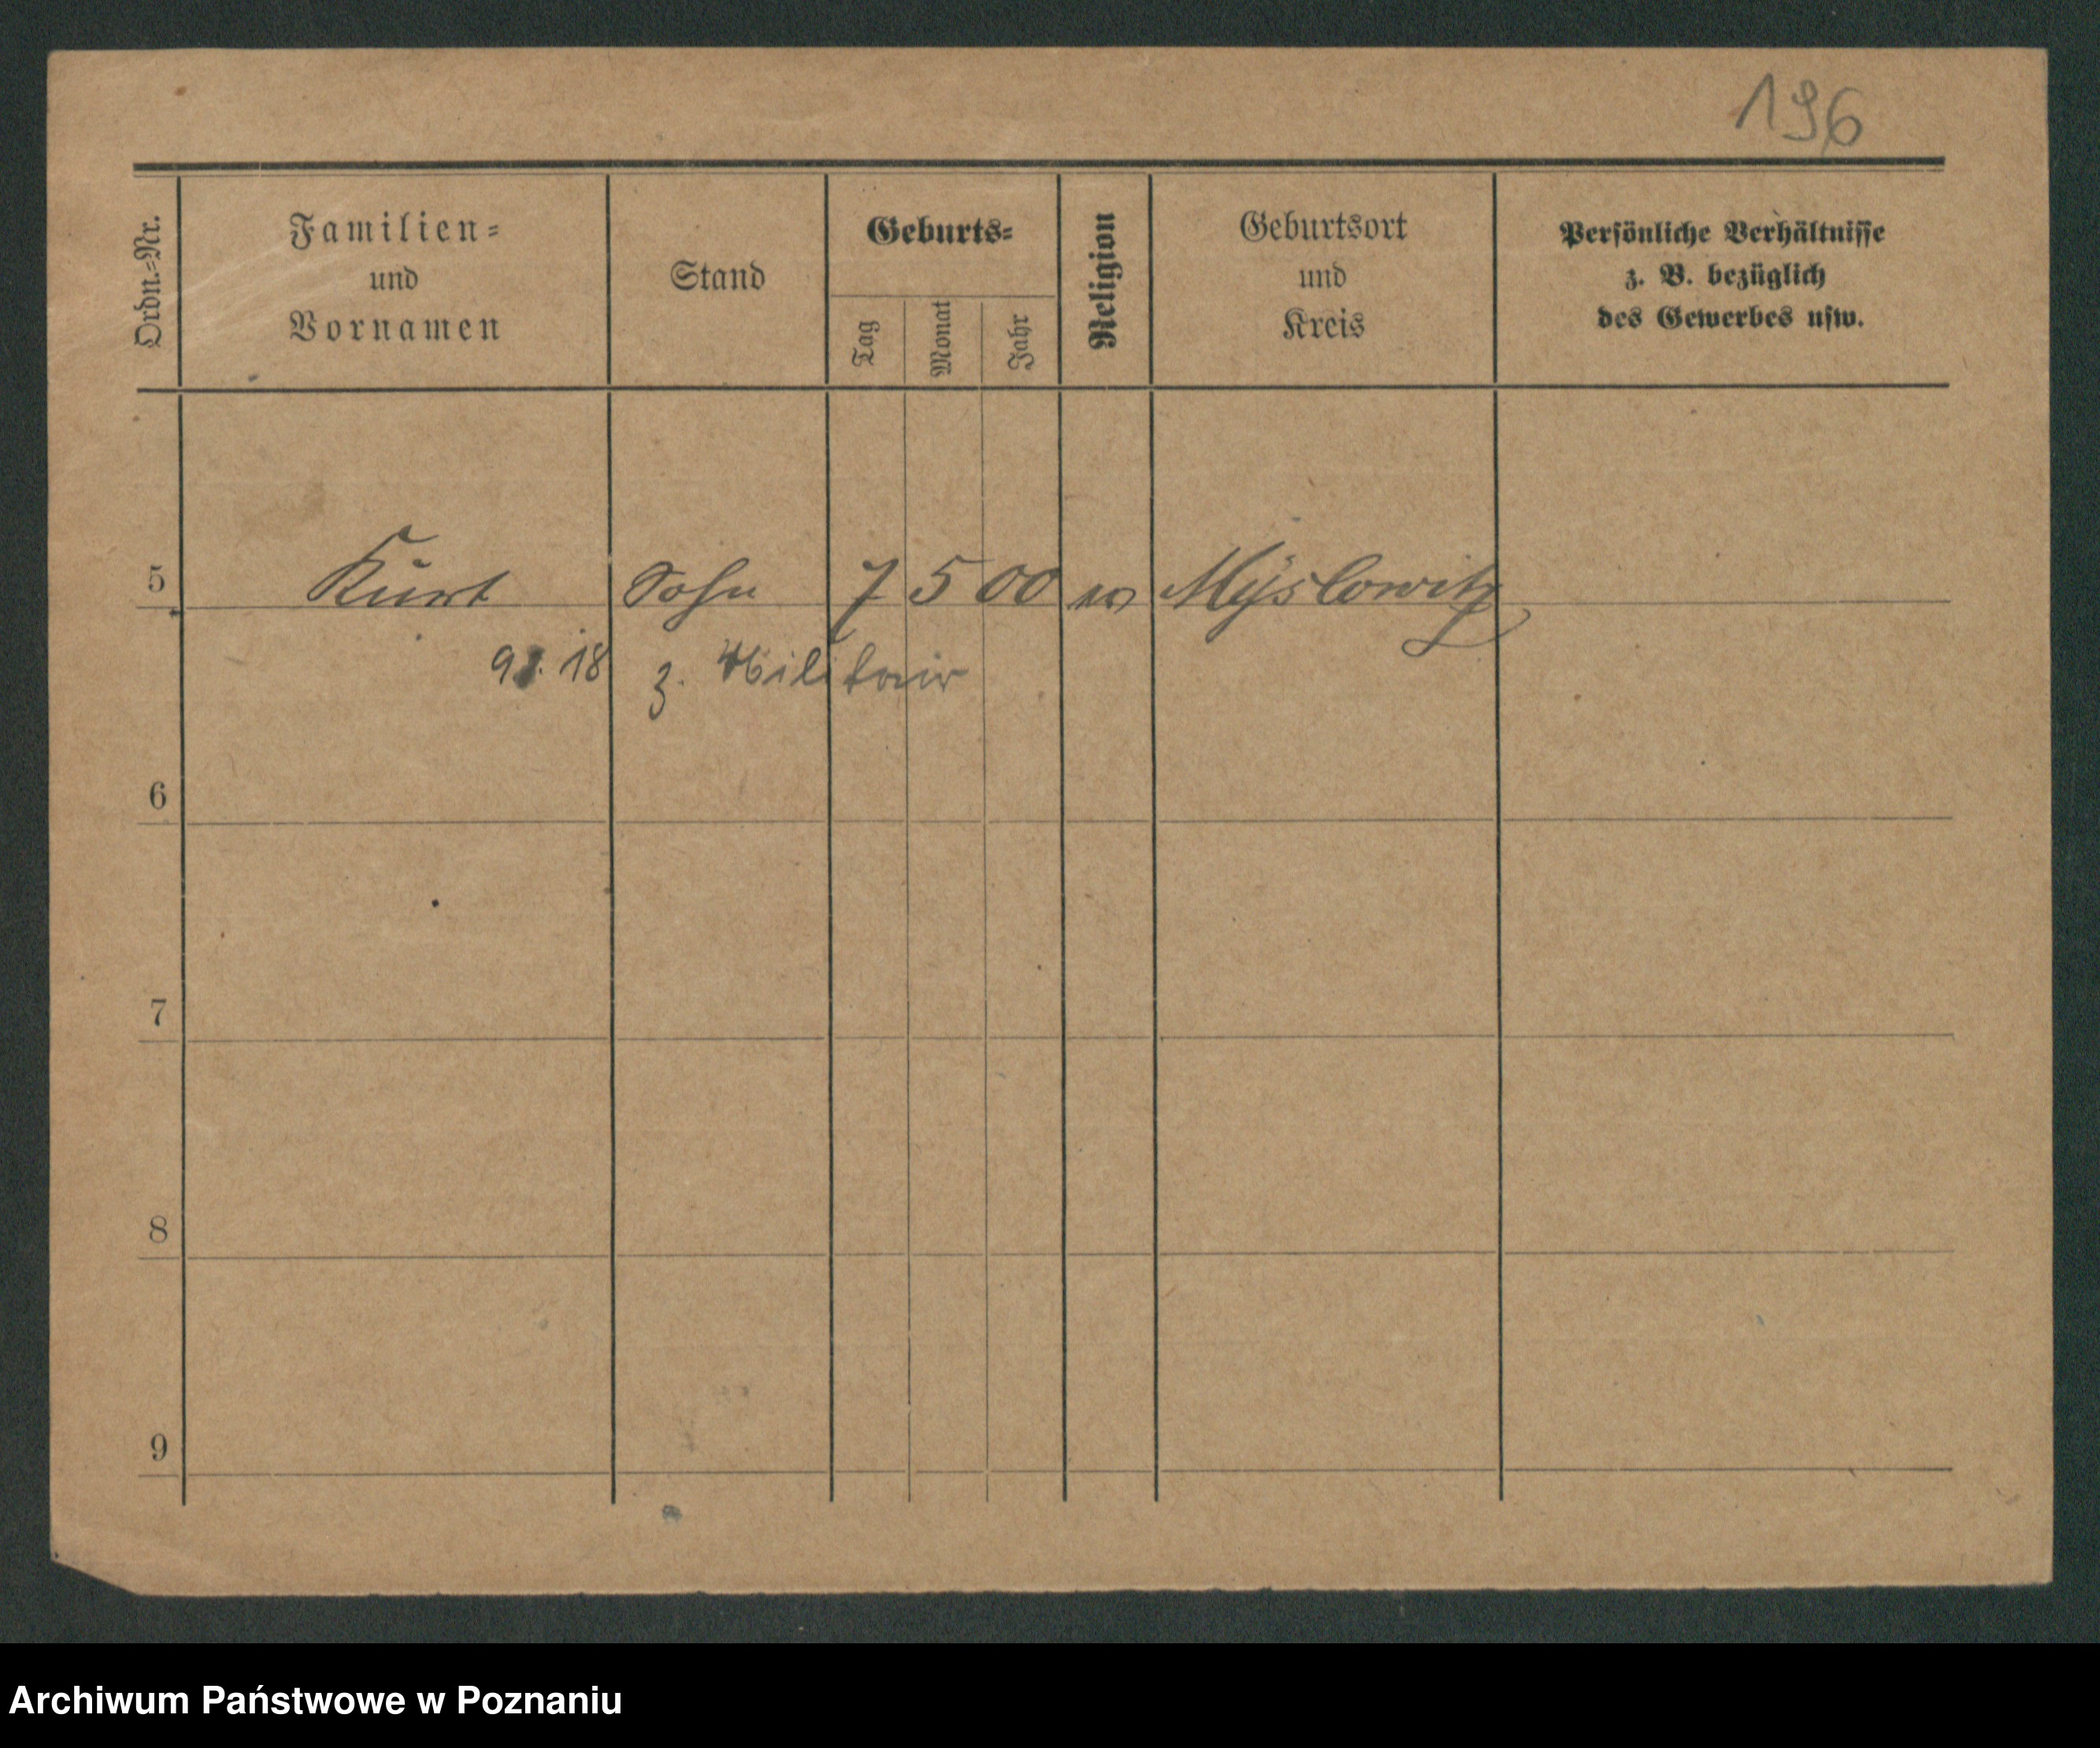 196
Ordn.=Nr.
Familien=
und
Vornamen
Stand
Geburts=
Tag
Monat
Jahr
Religion
Geburtsort
und
Kreis
Persönliche Verhältnisse
z. B. bezüglich
des Gewerbes usw.
5 Kurt Sohn 7 5 00 Myslowitz
18 z. Militair
6
7
8
9
Archiwum Państwowe w Poznaniu